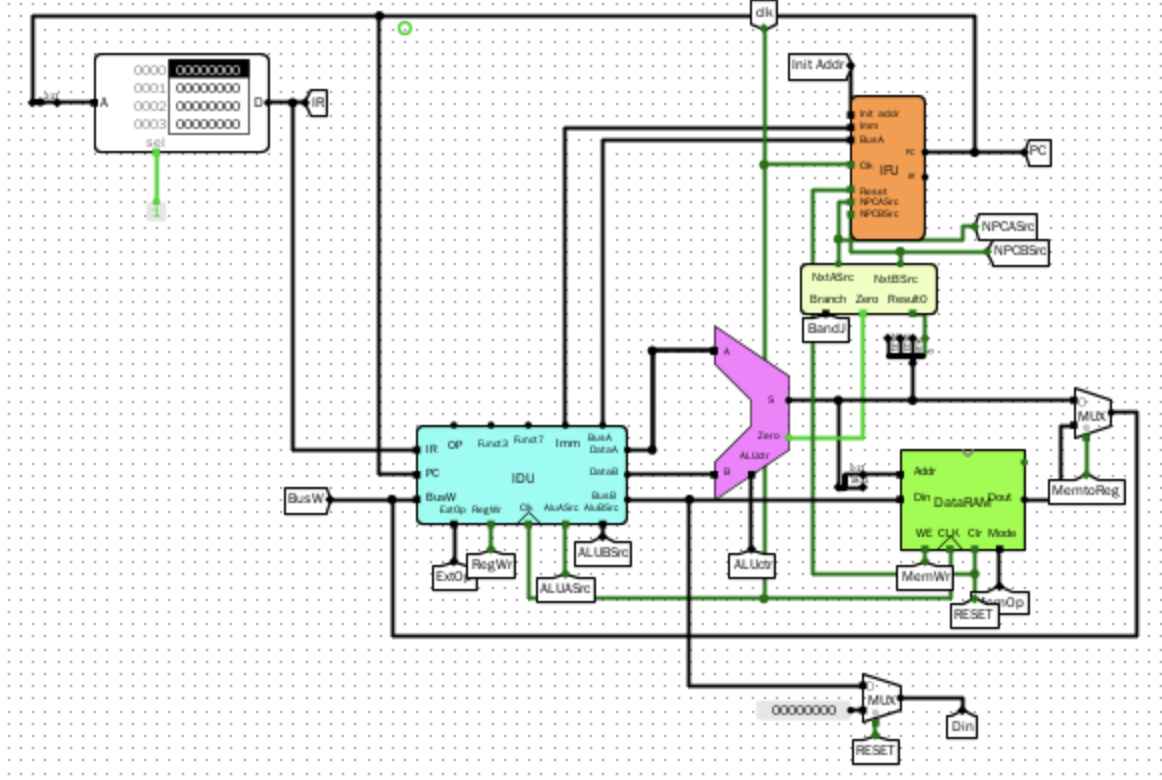 clk
Init Addr
0000 00000000
0001 00000000
0002 00000000
0003 00000000
A
D
IR
sel
1
Init addr
Imm
BusA
PC
PC
Clk
IFU
Reset
NPCASrc
NPCBSrc
NPCASrc
NPCBSrc
NxtASrc NxtBSrc
Branch Zero Result0
BandJ
A
S
MUX
Zero
ALUctr
B
IR OP Funct3 Funct7 Imm BusA
DataA
PC IDU DataB
BusW BusW BusB
ExtOp RegWr Clk AluASrc AluBSrc
Addr
Din DataRAM Dout
WE CLK Clr Mode
MemtoReg
ALUBSrc
RegWr
ALUctr
MemWr
ALUASrc
RESET
MUX
00000000
Din
RESET